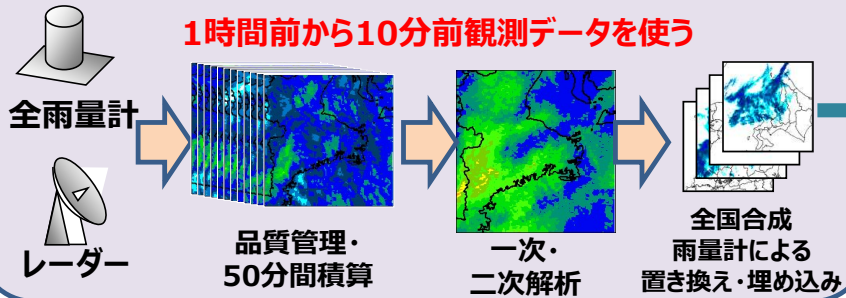 1時間前から10分前観測データを使う
全雨量計
レーダー
品質管理・
50分間積算
一次・
二次解析
全国合成
雨量計による
置き換え・埋め込み